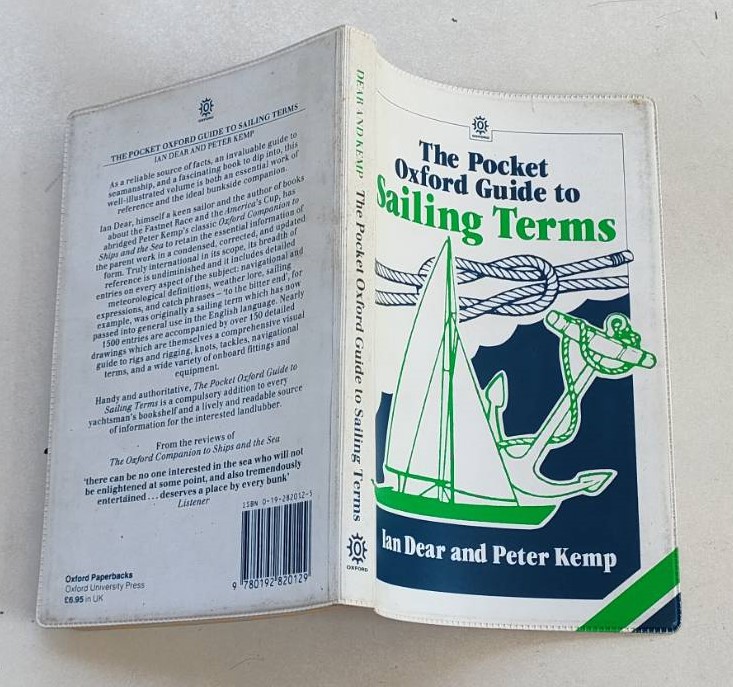 OXFORD
THE POCKET OXFORD GUIDE TO SAILING TERMS
IAN DEAR AND PETER KEMP
As a reliable source of facts, an invaluable guide to
seamanship, and a fascinating book to dip into, this
well-illustrated volume is both an essential work of
reference and the ideal bunkside companion.
Ian Dear, himself a keen sailor and the author of books
about the Fastnet Race and the America's Cup, has
abridged Peter Kemp's classic Oxford Companion to
Ships and the Sea to retain the essential information of
the parent work in a condensed, corrected, and updated
form. Truly international in its scope, its breadth of
reference is undiminished and it includes detailed
entries on every aspect of the subject: navigational and
meteorological definitions, weather lore, sailing
expressions, and catch phrases – 'to the bitter end', for
example, was originally a sailing term which has now
passed into general use in the English language. Nearly
1500 entries are accompanied by over 150 detailed
drawings which are themselves a comprehensive visual
guide to rigs and rigging, knots, tackles, navigational
terms, and a wide variety of onboard fittings and
equipment.
Handy and authoritative, The Pocket Oxford Guide to
Sailing Terms is a compulsory addition to every
yachtsman's bookshelf and a lively and readable source
of information for the interested landlubber.
From the reviews of
The Oxford Companion to Ships and the Sea
'there can be no one interested in the sea who will not
be enlightened at some point, and also tremendously
entertained ... deserves a place by every bunk'
Listener
ISBN 0-19-282012-5
9 780192 820129
Oxford Paperbacks
Oxford University Press
£6.95 in UK
DEAR AND KEMP The Pocket Oxford Guide to Sailing Terms
OXFORD
The Pocket
Oxford Guide to
Sailing Terms
Ian Dear and Peter Kemp